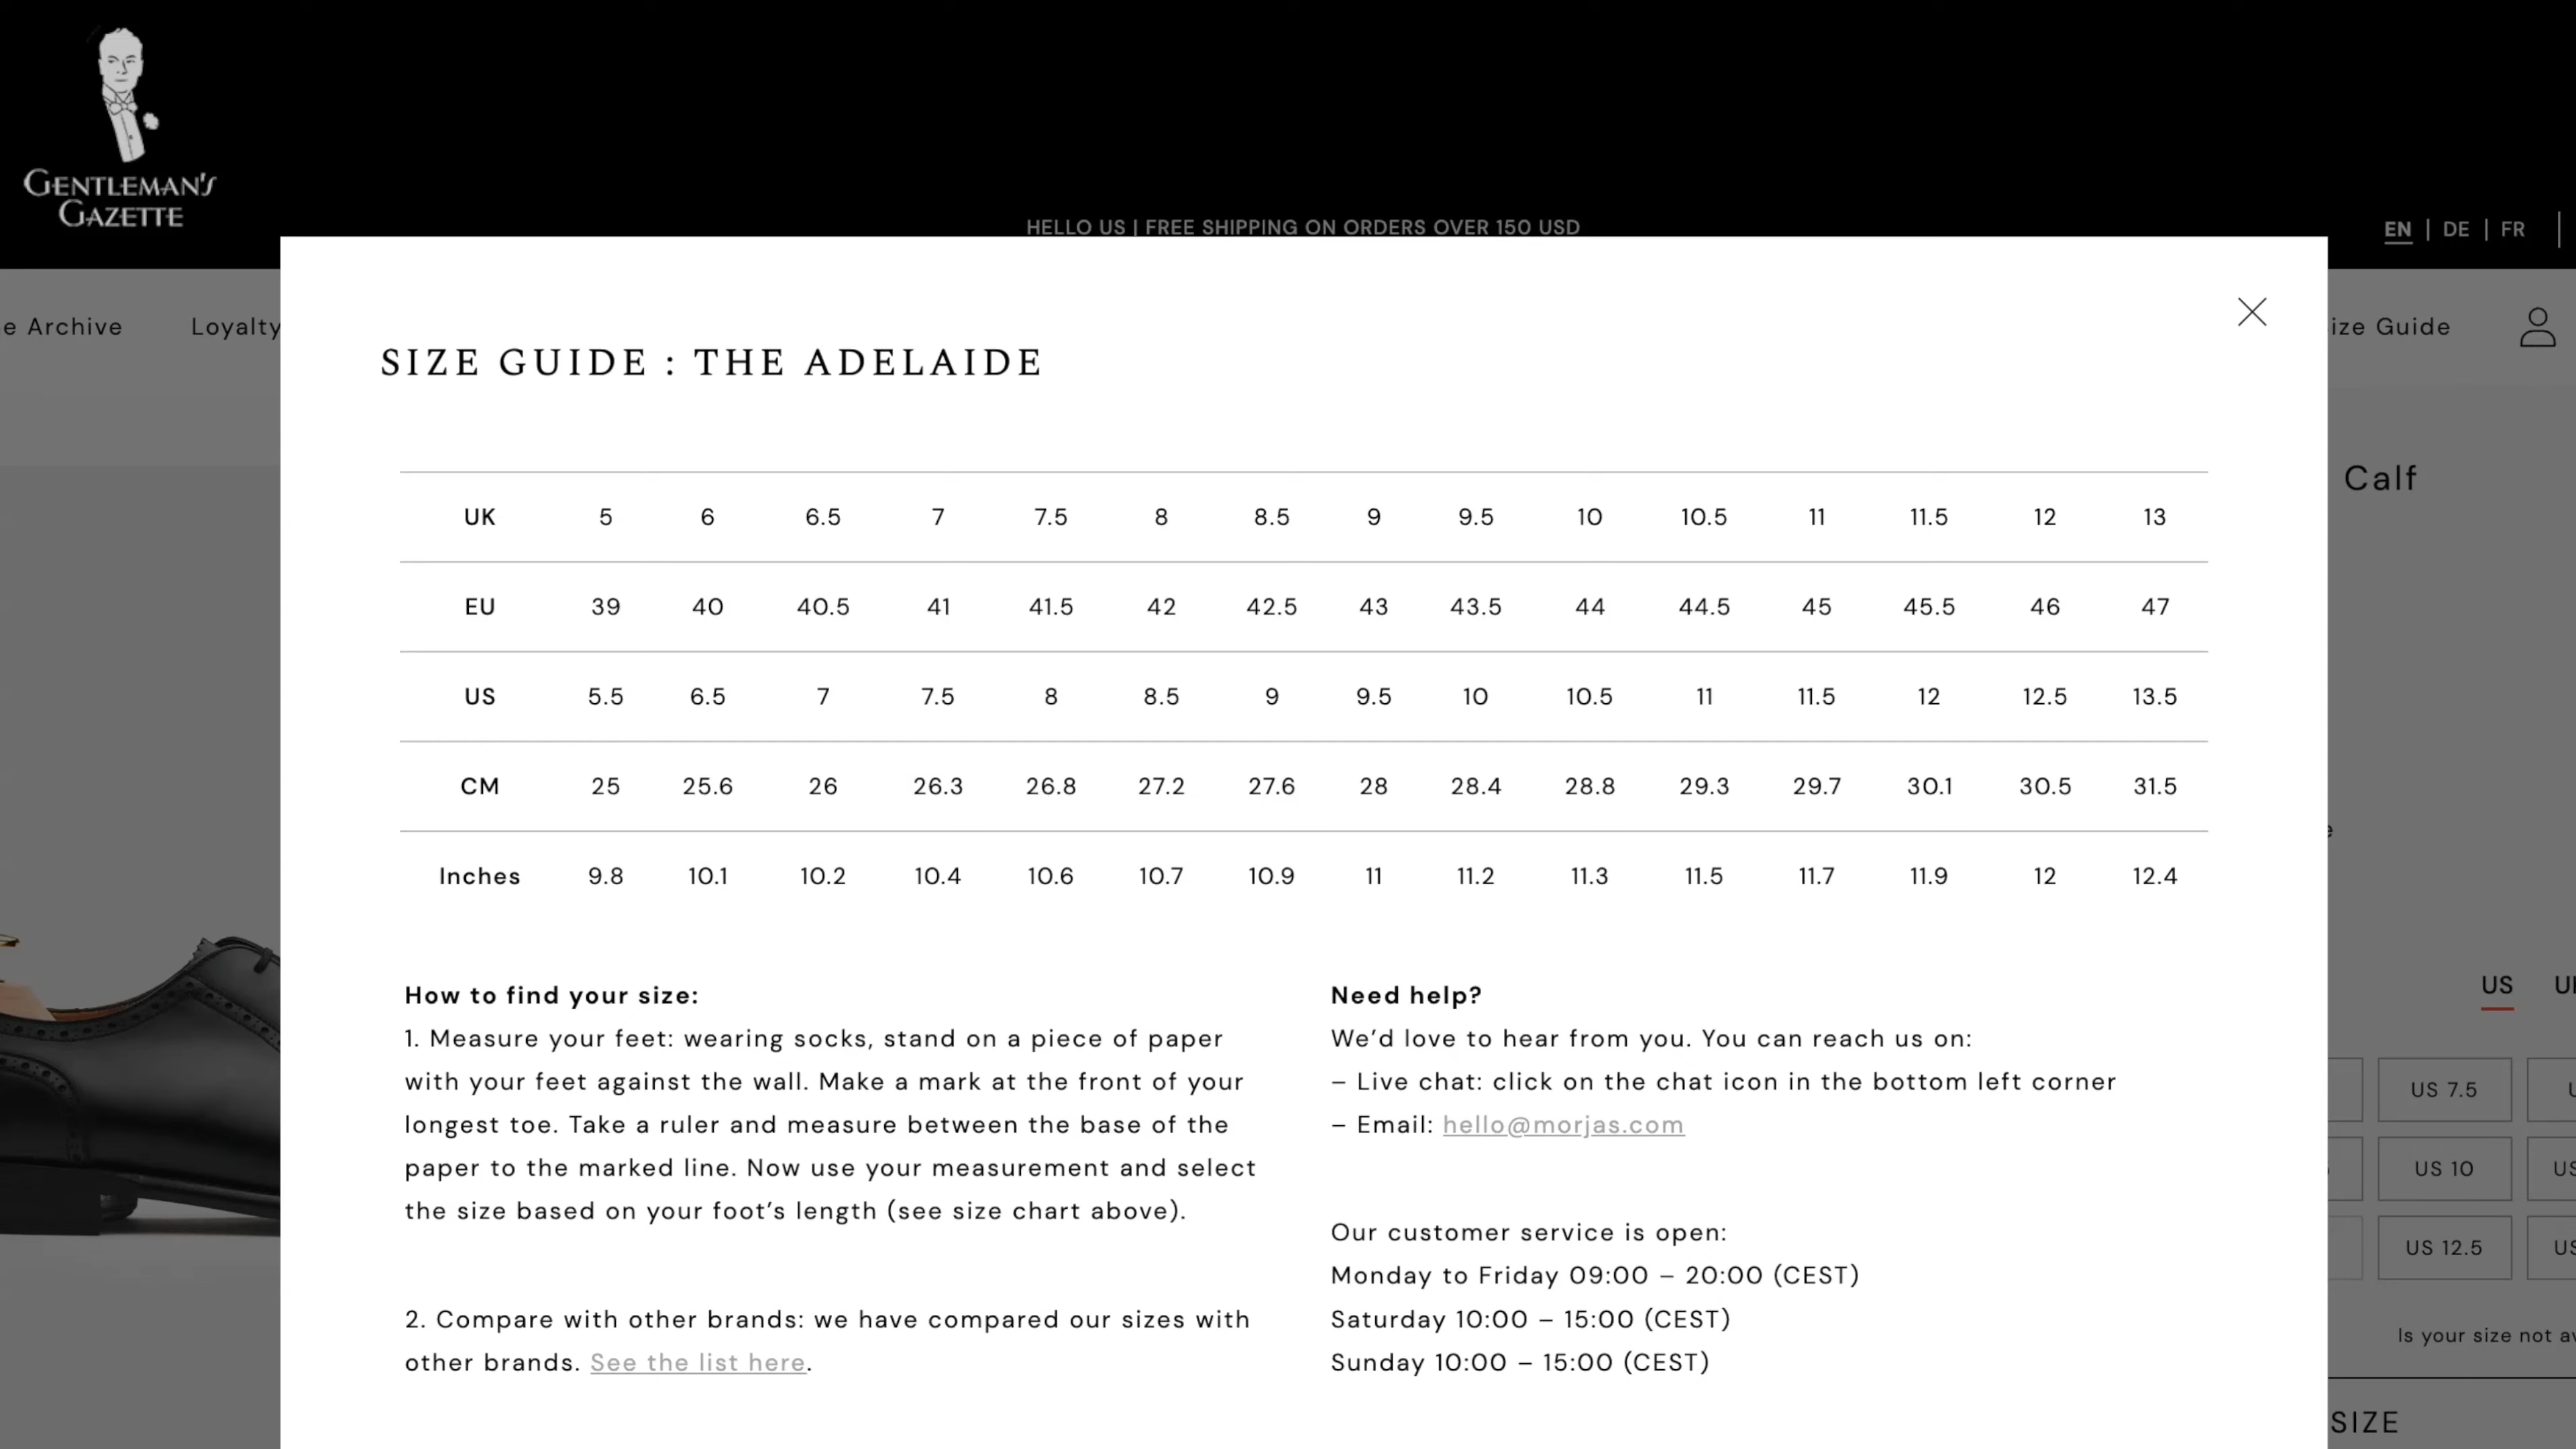 GENTLEMAN'S
GAZETTE
HELLO US | FREE SHIPPING ON ORDERS OVER 150 USD
EN | DE | FR |
e Archive
Loyalty
ize Guide
SIZE GUIDE : THE ADELAIDE
Calf
UK 5 6 6.5 7 7.5 8 8.5 9 9.5 10 10.5 11 11.5 12 13
EU 39 40 40.5 41 41.5 42 42.5 43 43.5 44 44.5 45 45.5 46 47
US 5.5 6.5 7 7.5 8 8.5 9 9.5 10 10.5 11 11.5 12 12.5 13.5
CM 25 25.6 26 26.3 26.8 27.2 27.6 28 28.4 28.8 29.3 29.7 30.1 30.5 31.5
Inches 9.8 10.1 10.2 10.4 10.6 10.7 10.9 11 11.2 11.3 11.5 11.7 11.9 12 12.4
How to find your size:
1. Measure your feet: wearing socks, stand on a piece of paper
with your feet against the wall. Make a mark at the front of your
longest toe. Take a ruler and measure between the base of the
paper to the marked line. Now use your measurement and select
the size based on your foot's length (see size chart above).
2. Compare with other brands: we have compared our sizes with
other brands. See the list here.
Need help?
We'd love to hear from you. You can reach us on:
– Live chat: click on the chat icon in the bottom left corner
– Email: hello@morjas.com
Our customer service is open:
Monday to Friday 09:00 – 20:00 (CEST)
Saturday 10:00 – 15:00 (CEST)
Sunday 10:00 – 15:00 (CEST)
US
US 7.5
US 10
US 12.5
Is your size not
SIZE